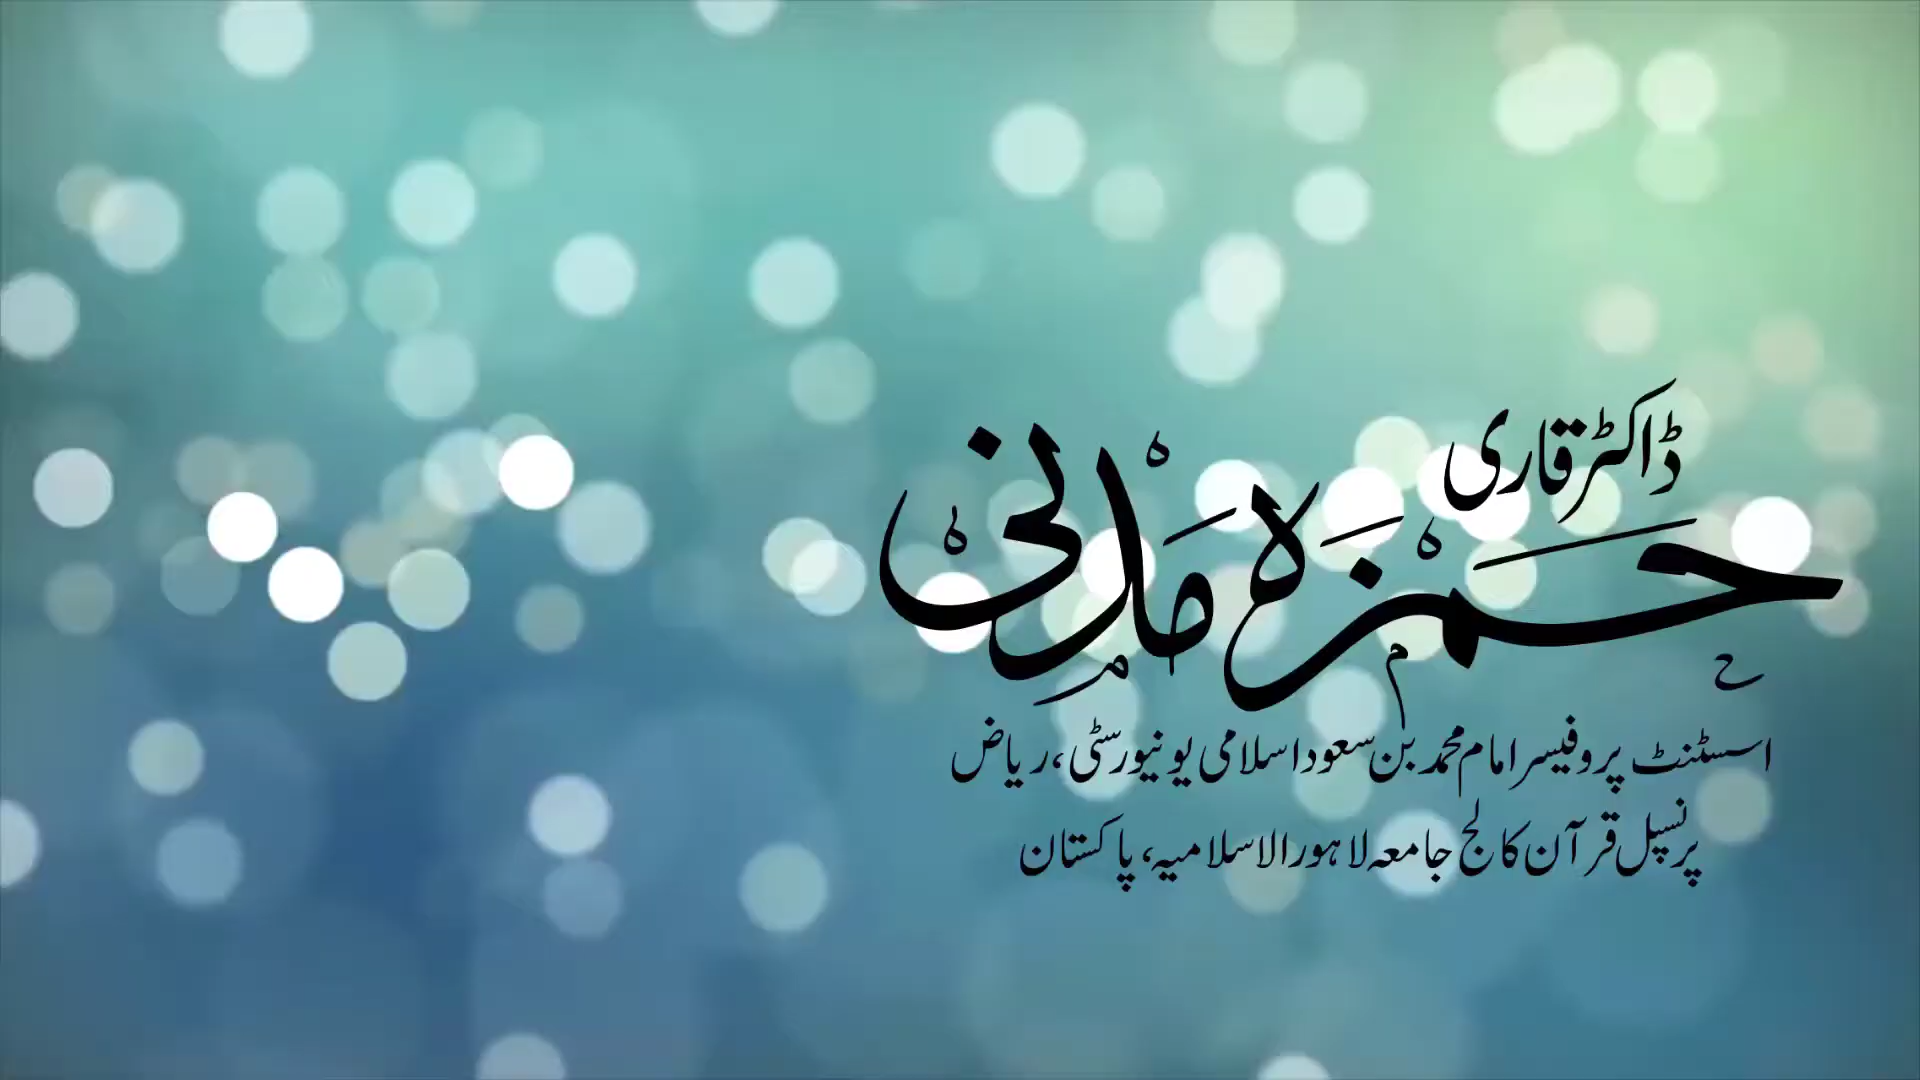 ڈاکٹر قاری
حمزہ مدنی
اسسٹنٹ پروفیسر امام محمد بن سعود اسلامی یونیورسٹی، ریاض
پرنسپل قرآن کالج جامعہ لاہور الاسلامیہ، پاکستان